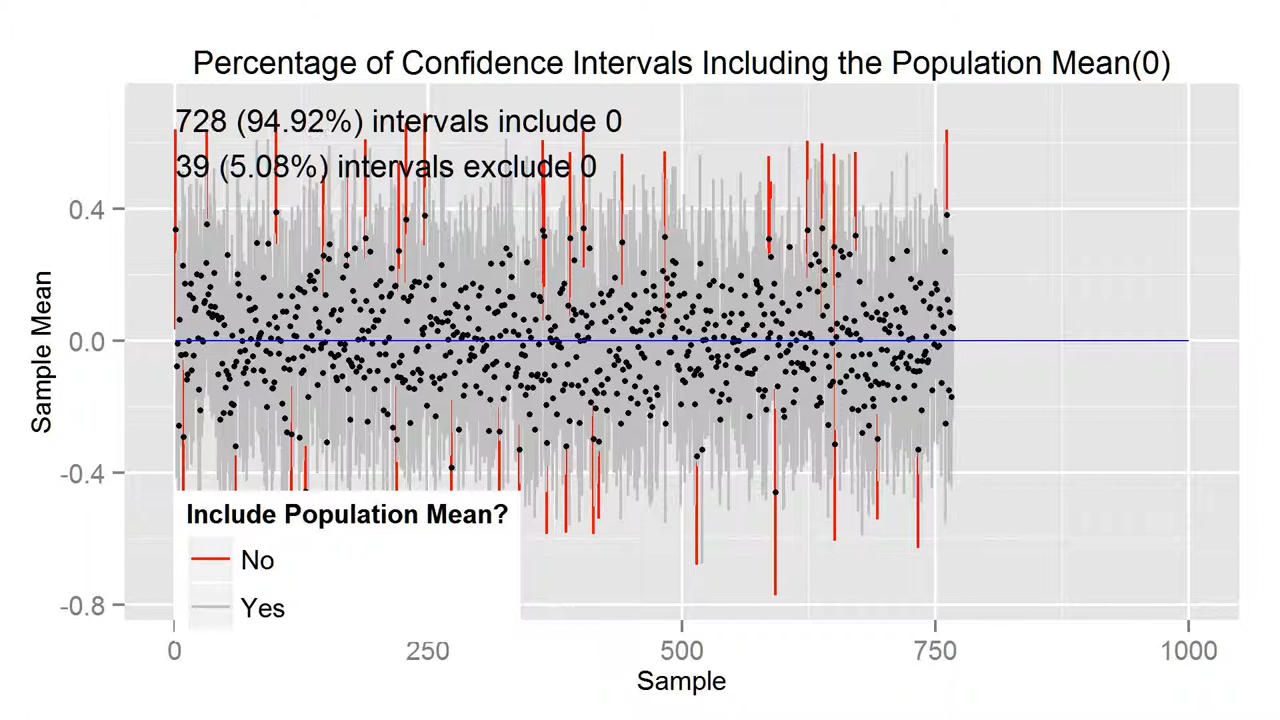 Percentage of Confidence Intervals Including the Population Mean(0)
728 (94.92%) intervals include 0
39 (5.08%) intervals exclude 0
0.4
0.0
-0.4
-0.8
Sample Mean
Include Population Mean?
No
Yes
0 250 500 750 1000
Sample